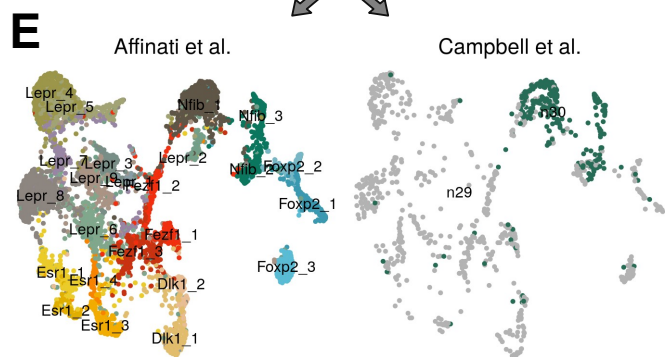 E
Affinati et al.
Campbell et al.
Lepr_4
Lepr_5
Nfib_1
Nfib_3
n30
Lepr_7
Lepr_3
Lepr_2
Nfib_2
Foxp2_2
Lepr_9
Fezf1_2
n29
Lepr_8
Foxp2_1
Lepr_6
Fezf1_1
Fezf1_3
Esr1_1
Esr1_4
Dlk1_2
Foxp2_3
Esr1_2
Esr1_3
Dlk1_1